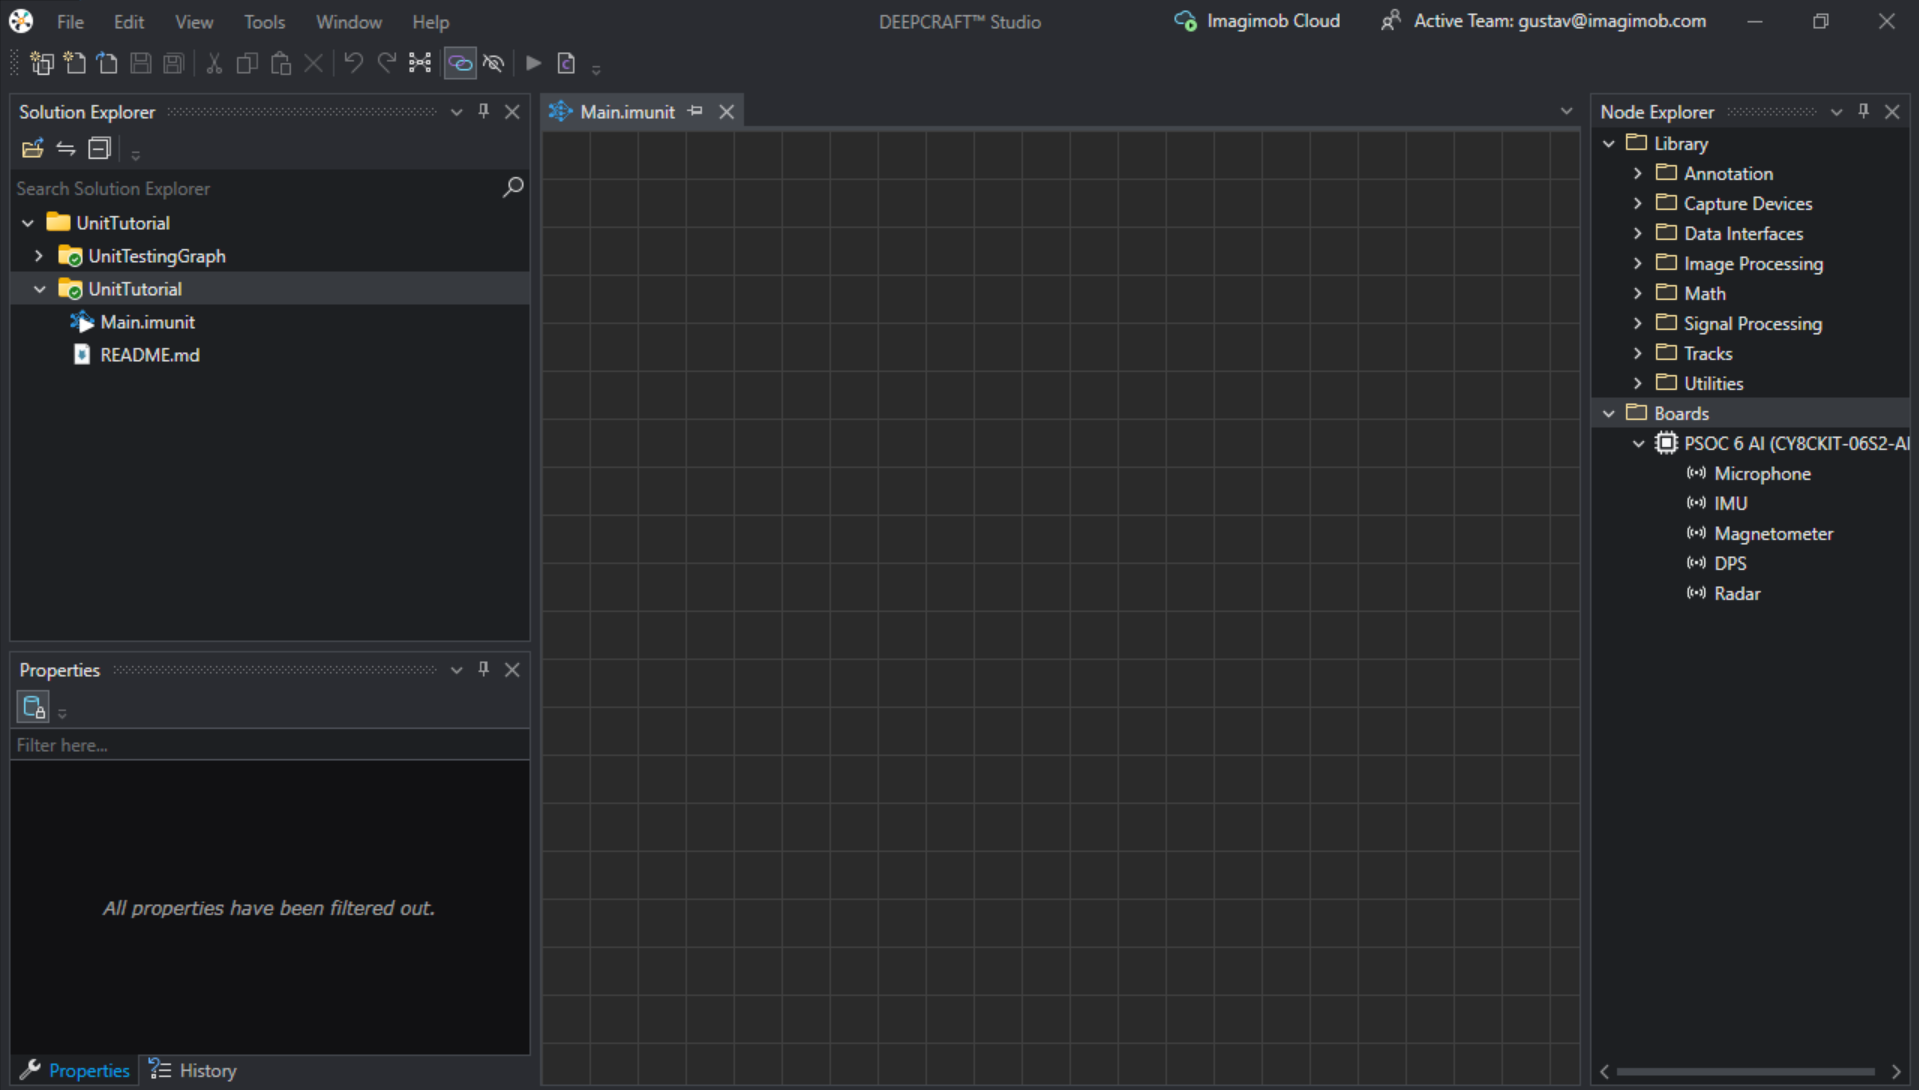 File Edit View Tools Window Help DEEPCRAFT™ Studio Imagimob Cloud Active Team: gustav@imagimob.com
Solution Explorer
Search Solution Explorer
UnitTutorial
UnitTestingGraph
UnitTutorial
Main.imunit
README.md
Properties
Filter here...
All properties have been filtered out.
Properties History
Main.imunit
Node Explorer
Library
Annotation
Capture Devices
Data Interfaces
Image Processing
Math
Signal Processing
Tracks
Utilities
Boards
PSOC 6 AI (CY8CKIT-06S2-AI
Microphone
IMU
Magnetometer
DPS
Radar